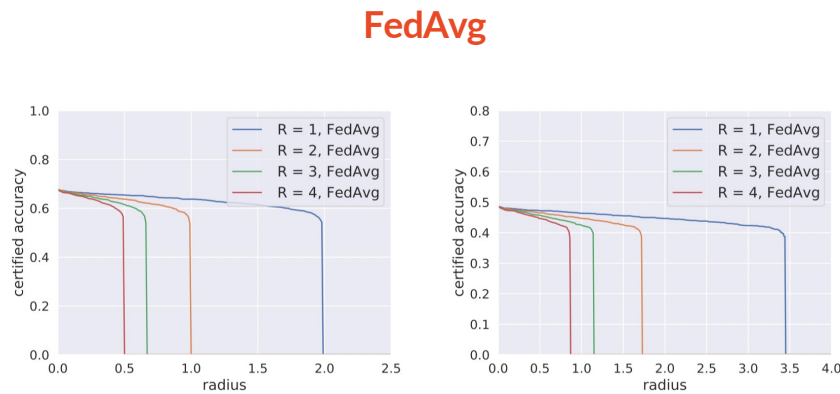 FedAvg
1.0
0.8
0.6
0.4
0.2
0.0
certified accuracy
R = 1, FedAvg
R = 2, FedAvg
R = 3, FedAvg
R = 4, FedAvg
0.0 0.5 1.0 1.5 2.0 2.5
radius
0.8
0.7
0.6
0.5
0.4
0.3
0.2
0.1
0.0
certified accuracy
R = 1, FedAvg
R = 2, FedAvg
R = 3, FedAvg
R = 4, FedAvg
0.0 0.5 1.0 1.5 2.0 2.5 3.0 3.5 4.0
radius